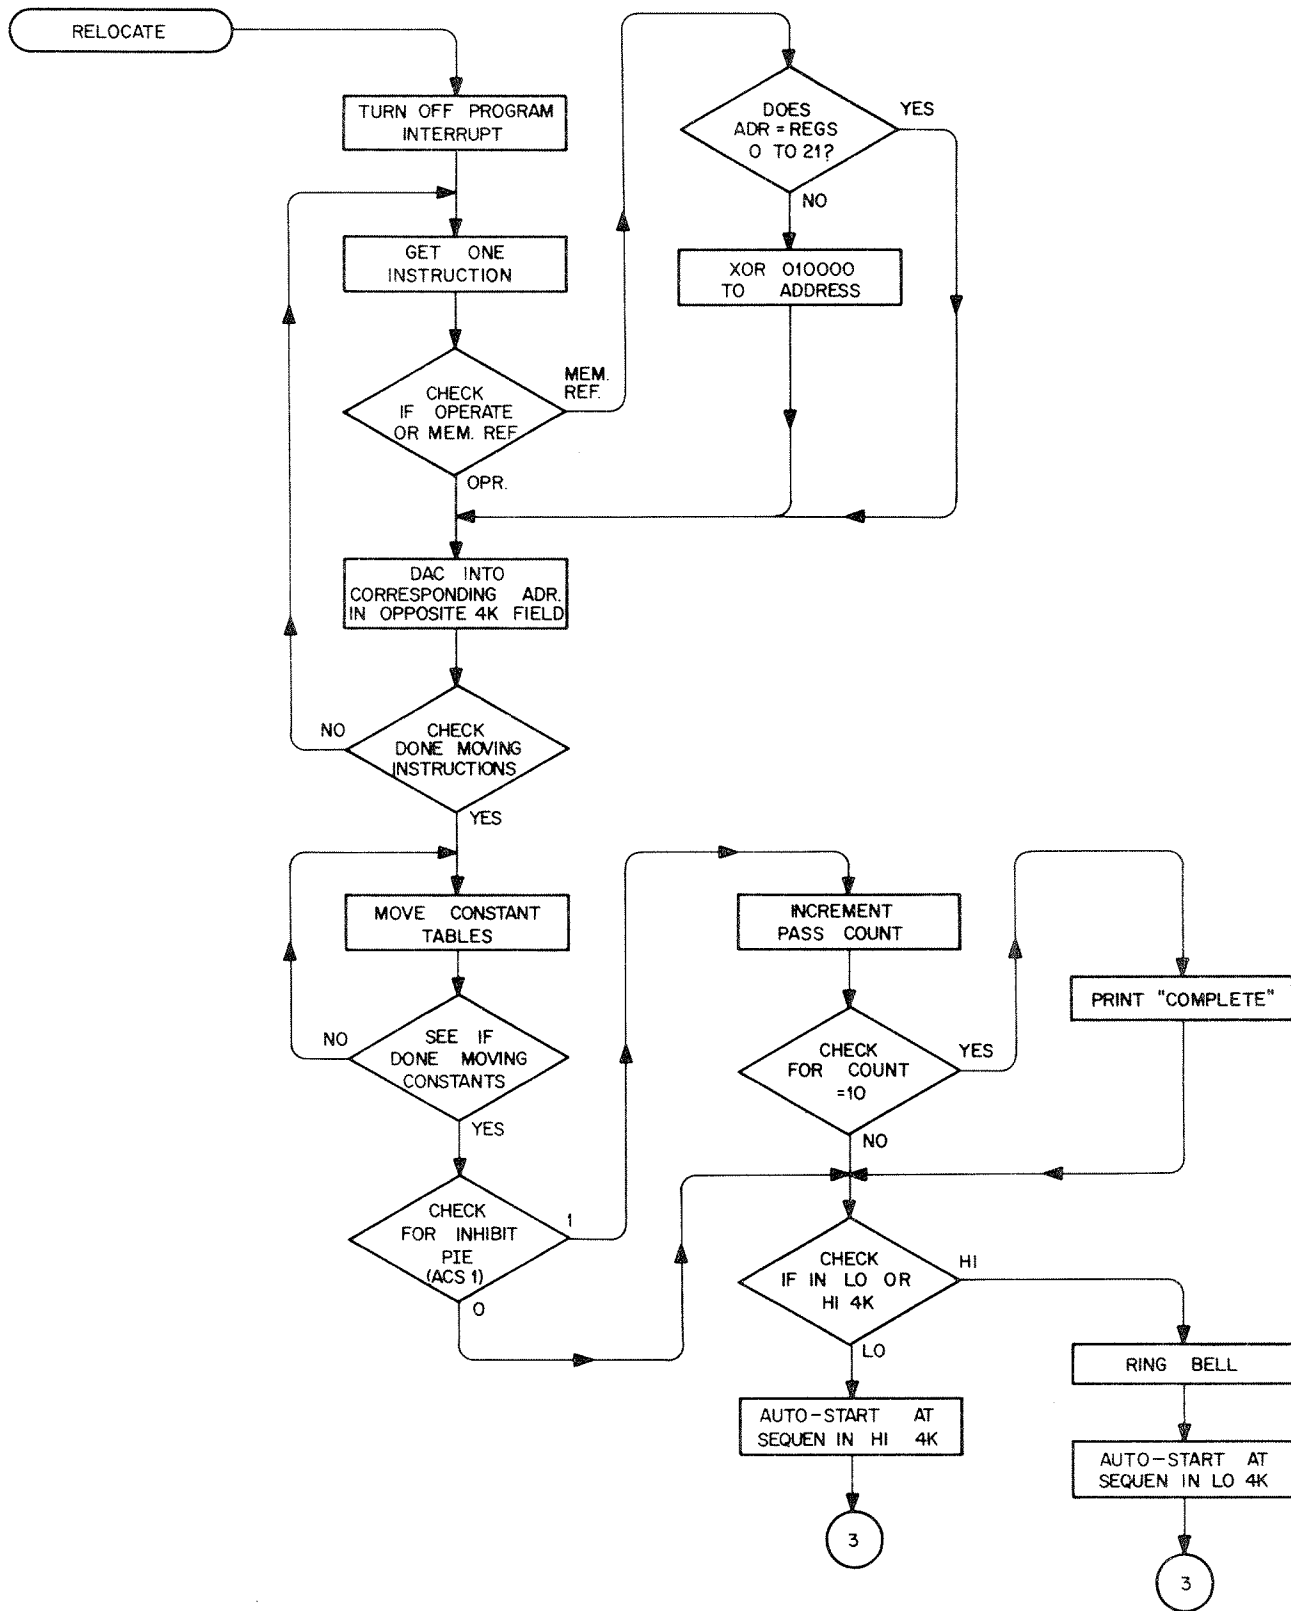 RELOCATE
TURN OFF PROGRAM
INTERRUPT
GET ONE
INSTRUCTION
CHECK
IF OPERATE
OR MEM. REF
MEM.
REF.
OPR.
DOES
ADR = REGS
0 TO 21?
YES
NO
XOR 010000
TO ADDRESS
DAC INTO
CORRESPONDING ADR.
IN OPPOSITE 4K FIELD
CHECK
DONE MOVING
INSTRUCTIONS
NO
YES
MOVE CONSTANT
TABLES
SEE IF
DONE MOVING
CONSTANTS
NO
YES
CHECK
FOR INHIBIT
PIE
(ACS 1)
1
0
INCREMENT
PASS COUNT
CHECK
FOR COUNT
=10
YES
NO
PRINT "COMPLETE"
CHECK
IF IN LO OR
HI 4K
HI
LO
AUTO-START AT
SEQUEN IN HI 4K
3
RING BELL
AUTO-START AT
SEQUEN IN LO 4K
3